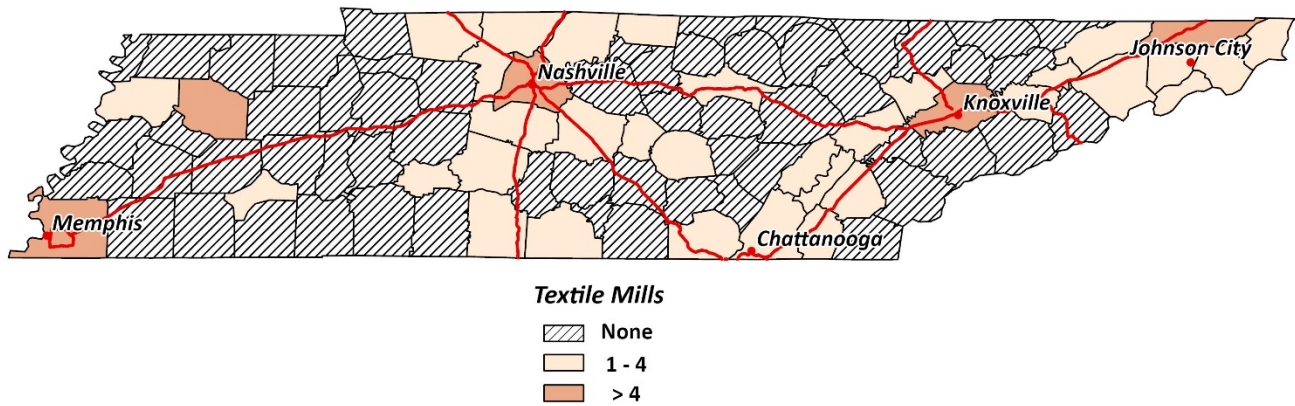 Johnson City
Nashville
Knoxville
Memphis
Chattanooga
Textile Mills
None
1 - 4
> 4